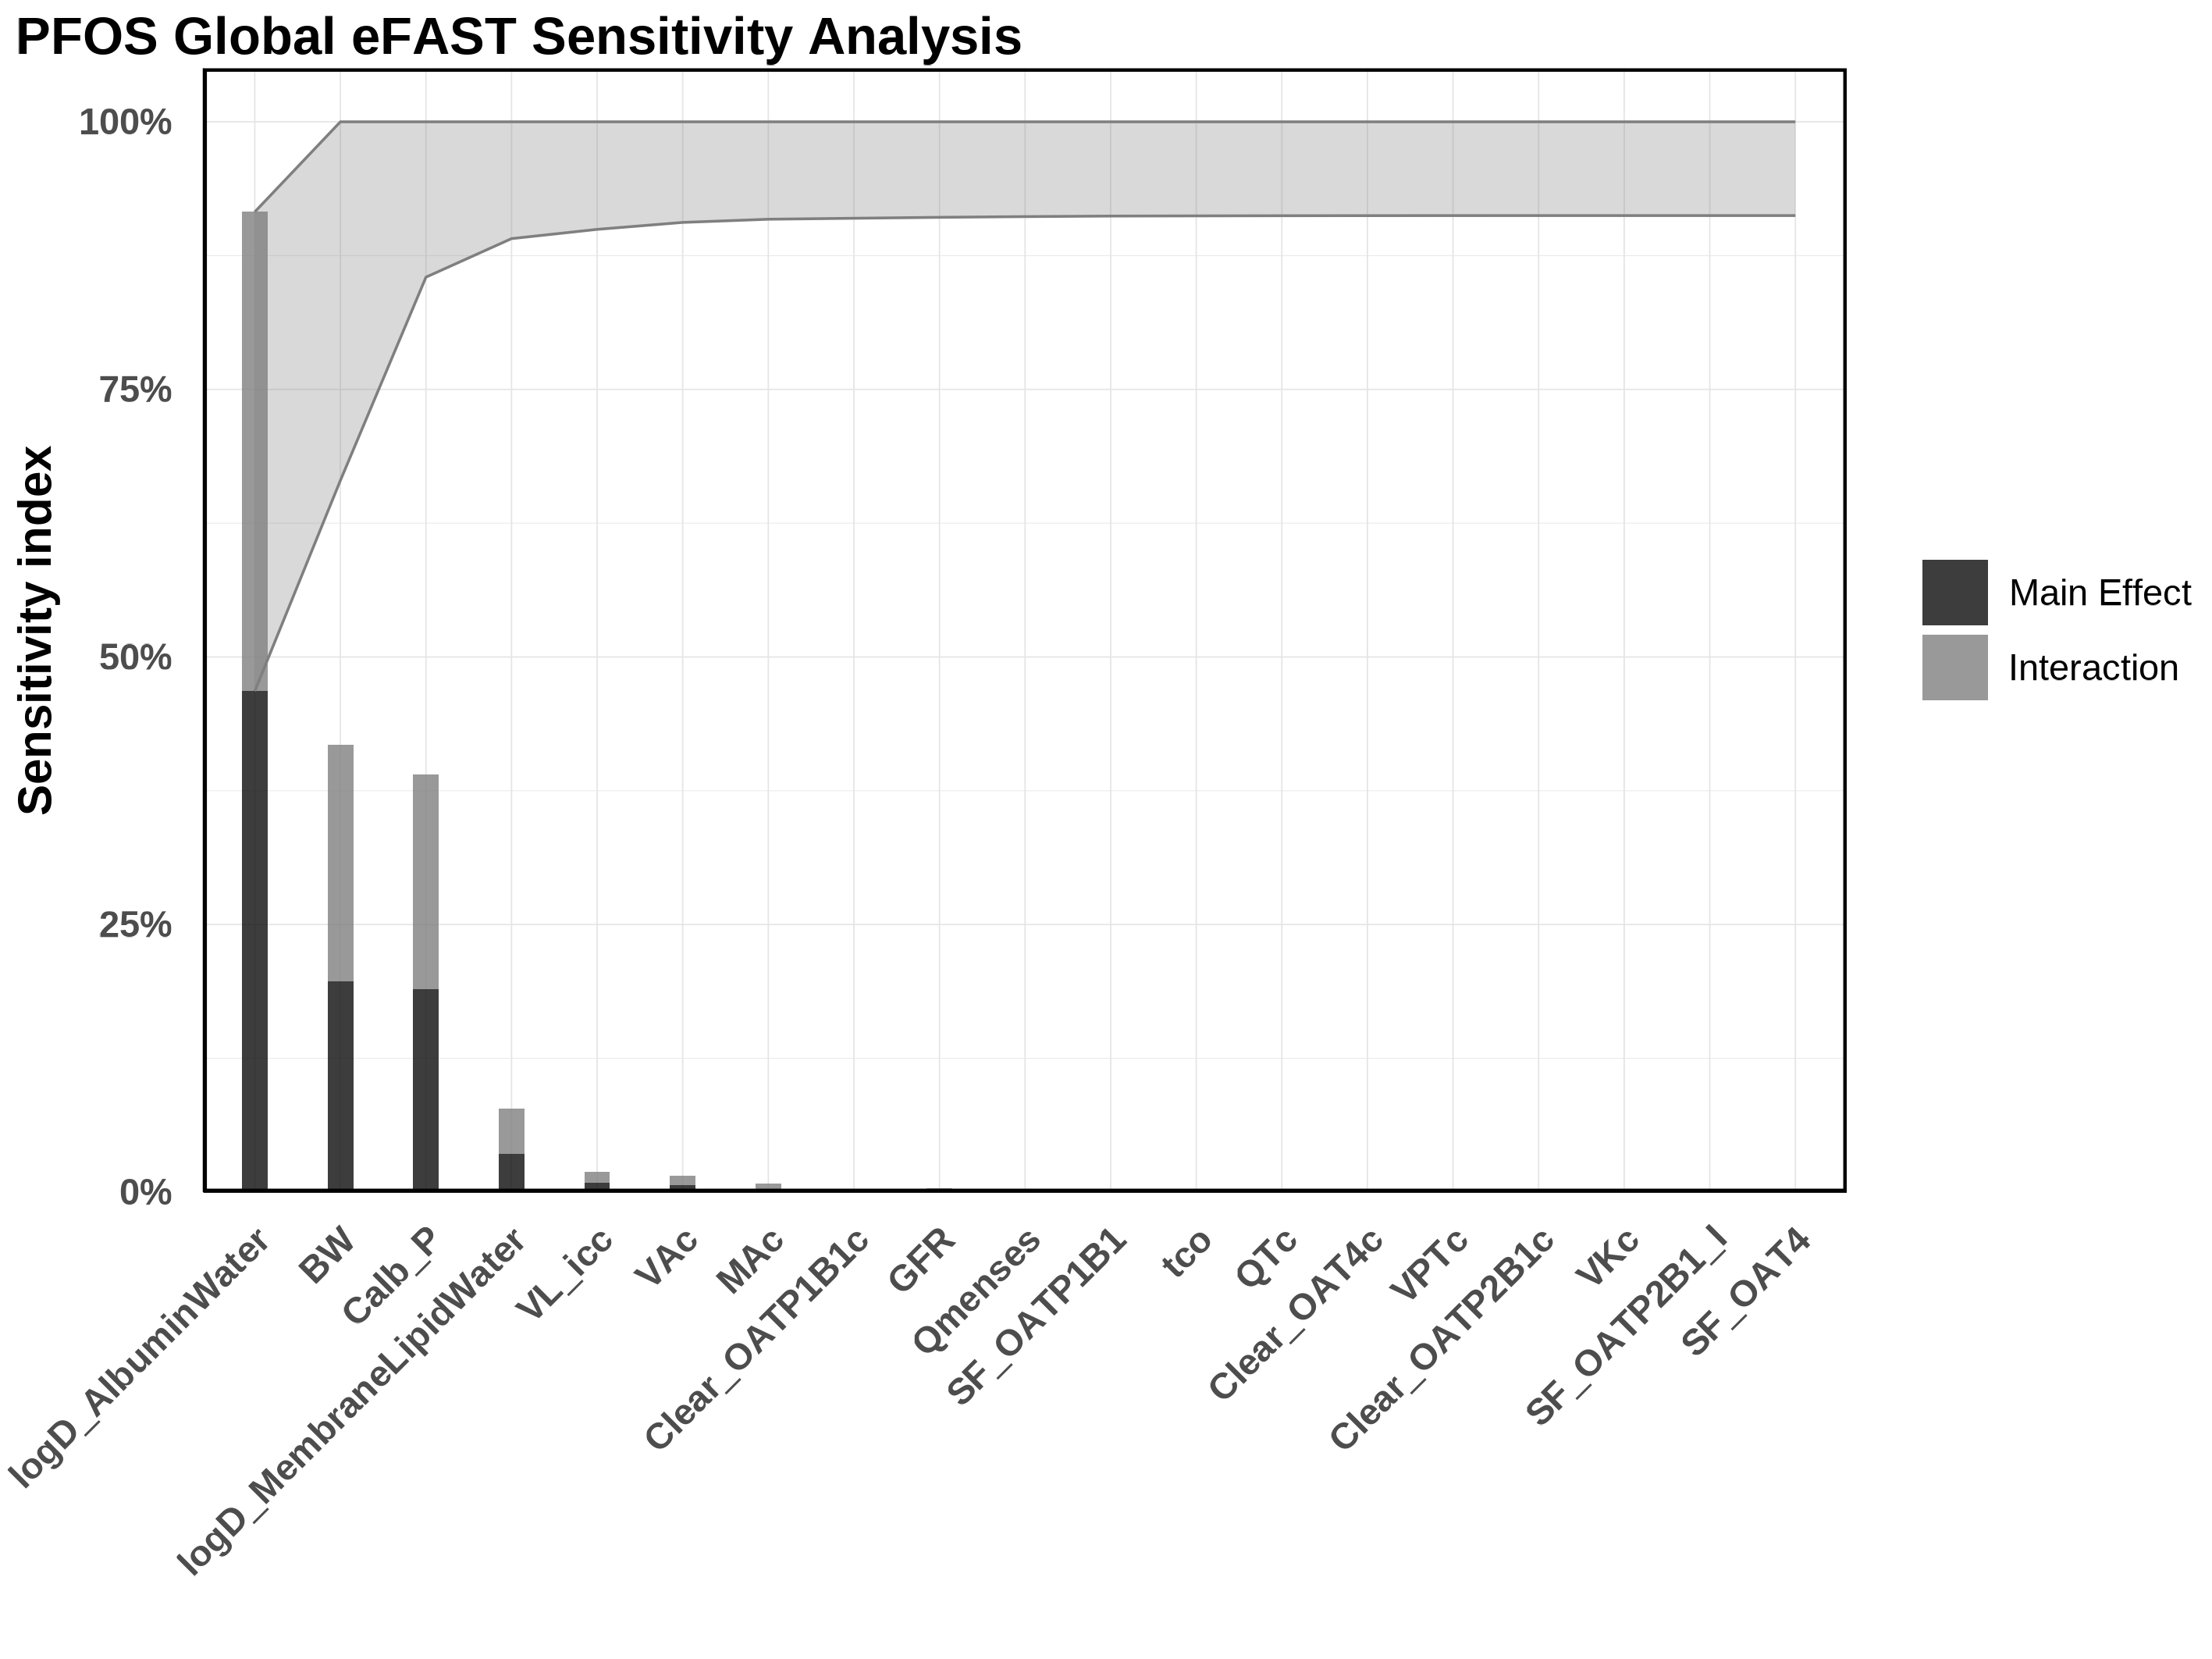 PFOS Global eFAST Sensitivity Analysis
Sensitivity index
100%
75%
50%
25%
0%
logD_AlbuminWater
BW
Calb_P
logD_MembraneLipidWater
VL_icc
VAc
MAc
Clear_OATP1B1c
GFR
Qmenses
SF_OATP1B1
tco
QTc
Clear_OAT4c
VPTc
Clear_OATP2B1c
VKc
SF_OATP2B1_I
SF_OAT4
Main Effect
Interaction